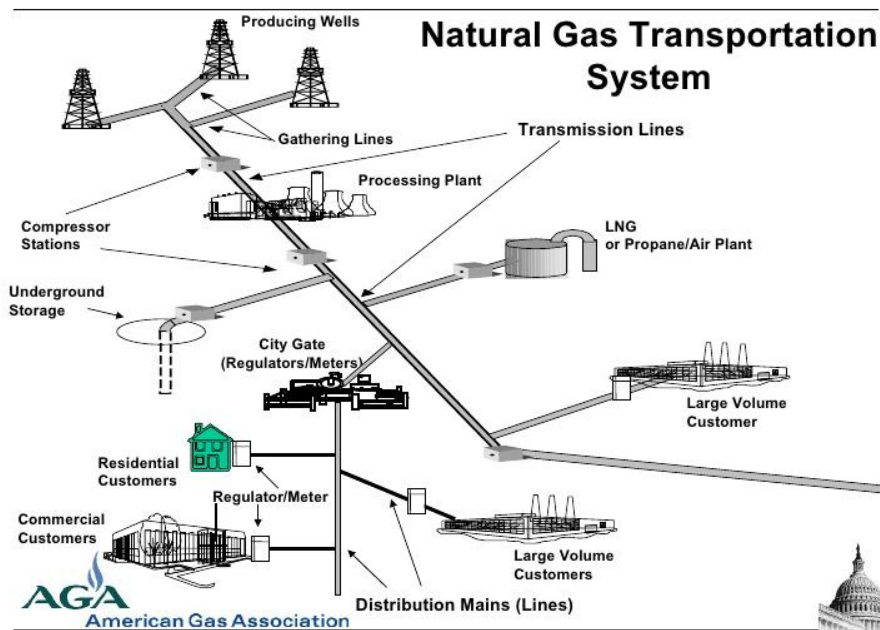 Producing Wells
Natural Gas Transportation
System
Gathering Lines
Transmission Lines
Processing Plant
Compressor
Stations
LNG
or Propane/Air Plant
Underground
Storage
City Gate
(Regulators/Meters)
Large Volume
Customer
Residential
Customers
Regulator/Meter
Commercial
Customers
Large Volume
Customers
Distribution Mains (Lines)
AGA
American Gas Association